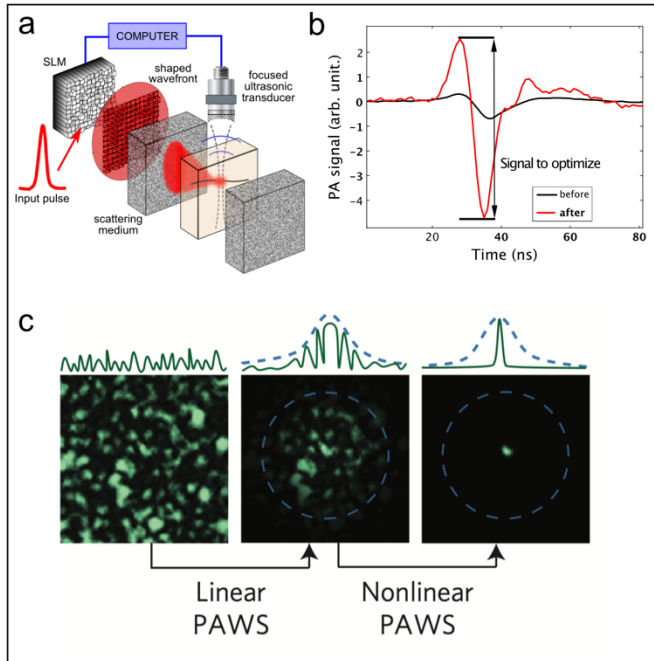 a
COMPUTER
SLM
shaped
wavefront
focused
ultrasonic
transducer
Input pulse
scattering
medium
b
PA signal (arb. unit.)
2
1
0
-1
-2
-3
-4
20
40
60
80
Time (ns)
Signal to optimize
before
after
c
Linear
PAWS
Nonlinear
PAWS